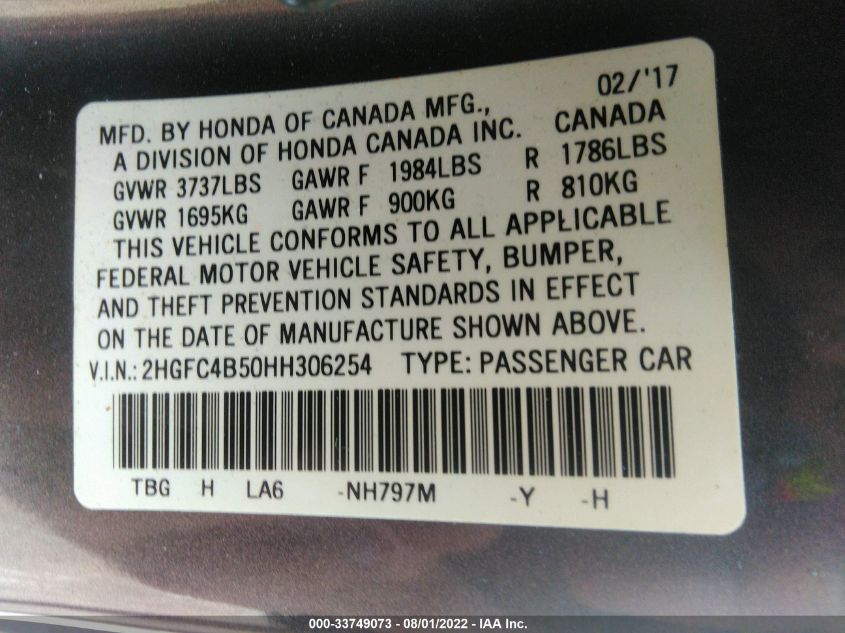 02/'17
MFD. BY HONDA OF CANADA MFG.,
A DIVISION OF HONDA CANADA INC. CANADA
GVWR 3737LBS GAWR F 1984LBS R 1786LBS
GVWR 1695KG GAWR F 900KG R 810KG
THIS VEHICLE CONFORMS TO ALL APPLICABLE
FEDERAL MOTOR VEHICLE SAFETY, BUMPER,
AND THEFT PREVENTION STANDARDS IN EFFECT
ON THE DATE OF MANUFACTURE SHOWN ABOVE.
V.I.N.: 2HGFC4B50HH306254 TYPE: PASSENGER CAR
TBG H LA6 -NH797M -Y -H
000-33749073 - 08/01/2022 - IAA Inc.